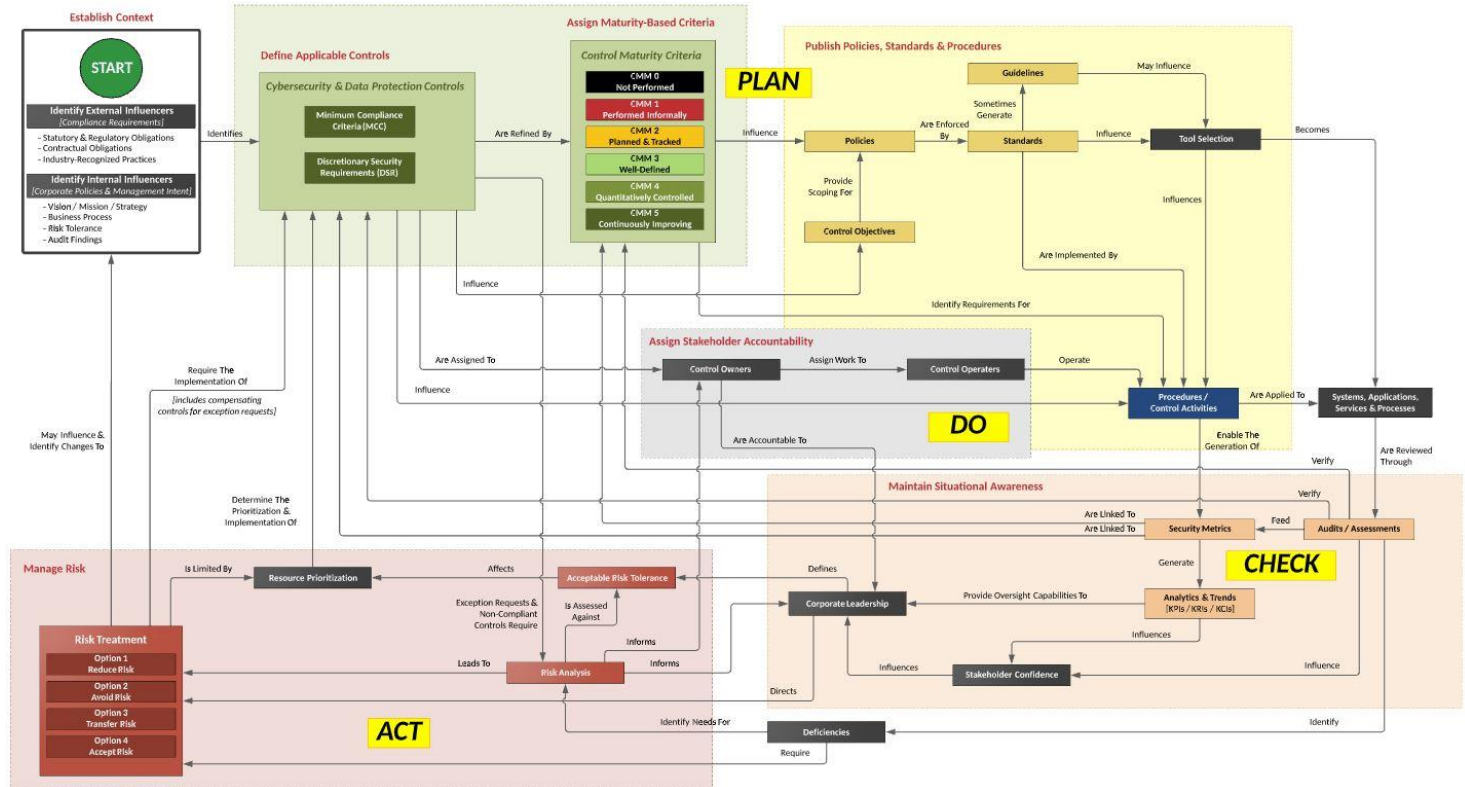 Establish Context
START
Identify External Influencers
[Compliance Requirements]
- Statutory & Regulatory Obligations
- Contractual Obligations
- Industry-Recognized Practices
Identify Internal Influencers
[Corporate Policies & Management Intent]
- Vision / Mission / Strategy
- Business Process
- Risk Tolerance
- Audit Findings
Identifies
Define Applicable Controls
Cybersecurity & Data Protection Controls
Minimum Compliance
Criteria (MCC)
Discretionary Security
Requirements (DSR)
Are Refined By
Assign Maturity-Based Criteria
Control Maturity Criteria
CMM 0
Not Performed
CMM 1
Performed Informally
CMM 2
Planned & Tracked
CMM 3
Well-Defined
CMM 4
Quantitatively Controlled
CMM 5
Continuously Improving
PLAN
Influence
Publish Policies, Standards & Procedures
Guidelines
May Influence
Sometimes
Generate
Policies
Are Enforced
By
Standards
Influence
Tool Selection
Becomes
Provide
Scoping For
Influences
Control Objectives
Are Implemented By
Influence
Identify Requirements For
Assign Stakeholder Accountability
Are Assigned To
Control Owners
Assign Work To
Control Operaters
Operate
Influence
Procedures /
Control Activities
Are Applied To
Systems, Applications,
Services & Processes
DO
Are Accountable To
Enable The
Generation Of
Are Reviewed
Through
Require The
Implementation Of
[includes compensating
controls for exception requests]
May Influence &
Identify Changes To
Determine The
Prioritization &
Implementation Of
Maintain Situational Awareness
Verify
Verify
Are Linked To
Are Linked To
Security Metrics
Feed
Audits / Assessments
CHECK
Generate
Analytics & Trends
[KPIs / KRIs / KCIs]
Provide Oversight Capabilities To
Defines
Corporate Leadership
Influences
Influences
Stakeholder Confidence
Influence
Manage Risk
Is Limited By
Resource Prioritization
Affects
Acceptable Risk Tolerance
Exception Requests &
Non-Compliant
Controls Require
Is Assessed
Against
Informs
Risk Treatment
Option 1
Reduce Risk
Option 2
Avoid Risk
Option 3
Transfer Risk
Option 4
Accept Risk
Leads To
Risk Analysis
Informs
Directs
ACT
Identify Needs For
Deficiencies
Identify
Require